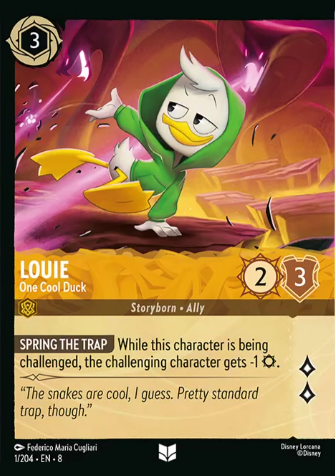 3
LOUIE
One Cool Duck
2 3
Storyborn • Ally
SPRING THE TRAP While this character is being
challenged, the challenging character gets -1 .
“The snakes are cool, I guess. Pretty standard
trap, though.”
Federico Maria Cugliari
1/204 • EN • 8
Disney Lorcana
©Disney